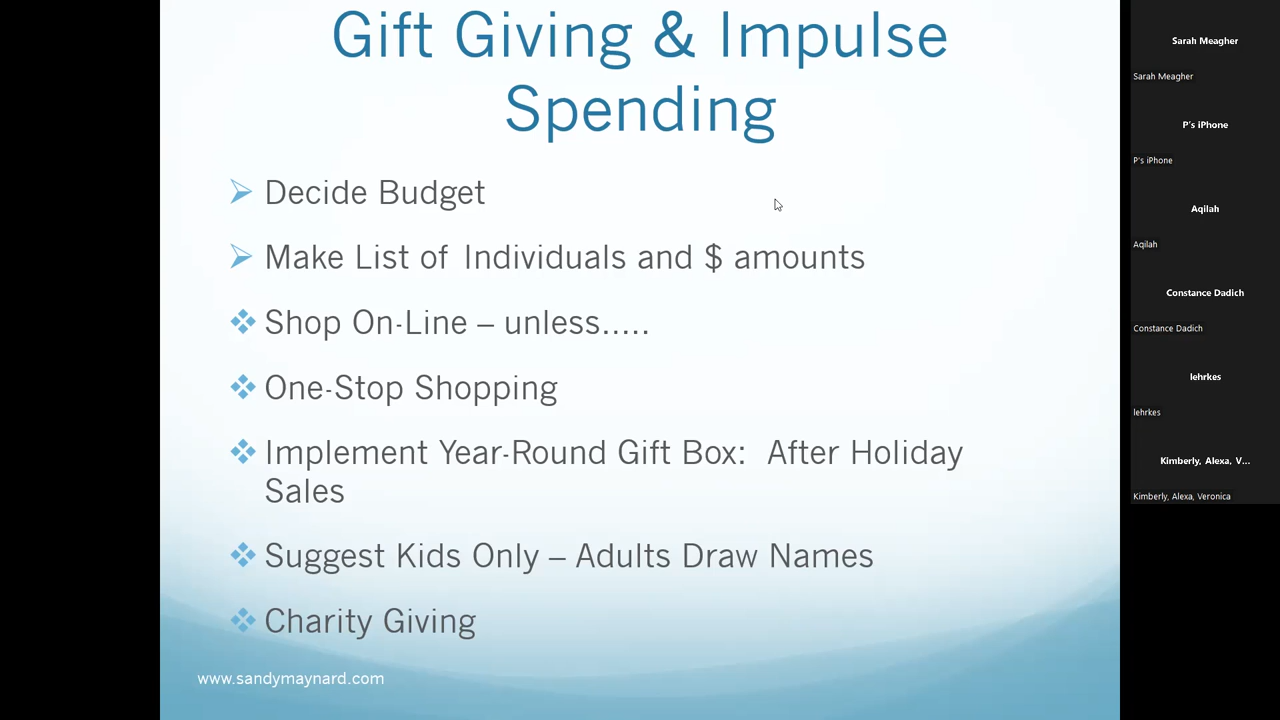 Gift Giving & Impulse
Spending
Decide Budget
Make List of Individuals and $ amounts
Shop On-Line – unless.....
One-Stop Shopping
Implement Year-Round Gift Box: After Holiday
Sales
Suggest Kids Only – Adults Draw Names
Charity Giving
www.sandymaynard.com
Sarah Meagher
Sarah Meagher
P's iPhone
P's iPhone
Aqilah
Aqilah
Constance Dadich
Constance Dadich
lehrkes
lehrkes
Kimberly, Alexa, V...
Kimberly, Alexa, Veronica